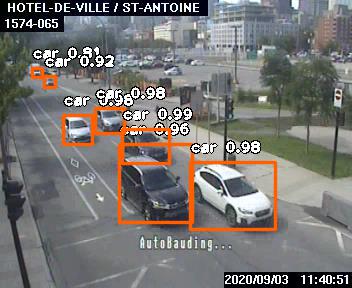 HOTEL-DE-VILLE / ST-ANTOINE
1574-065
car 0.81
car 0.92
car 0.98
car 0.98
car 0.99
car 0.96
car 0.98
AutoBauding...
2020/09/03 11:40:51